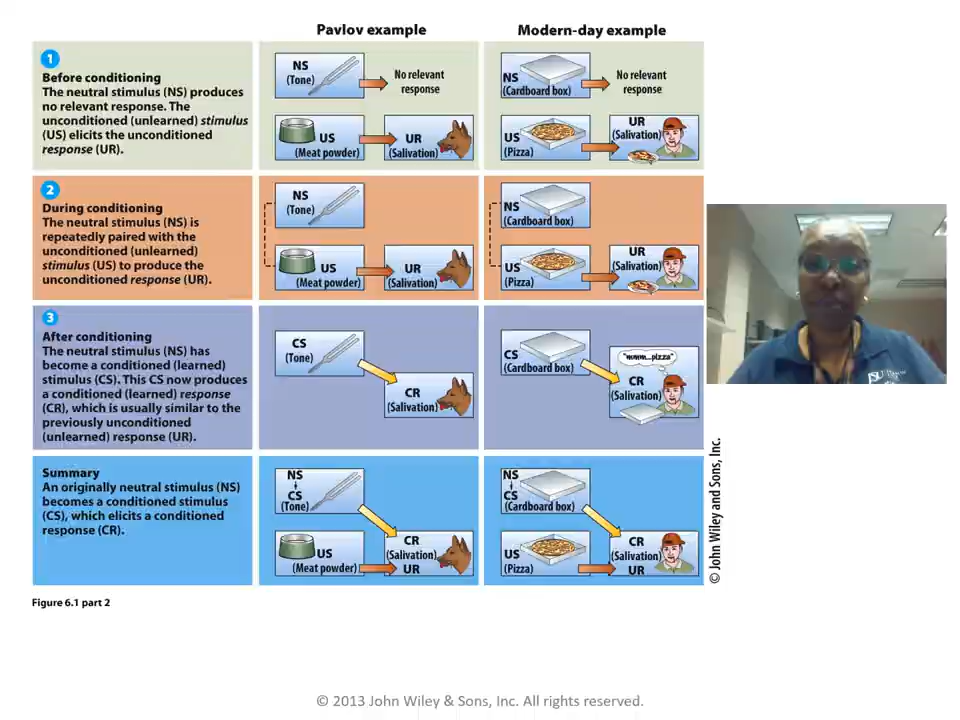 Pavlov example
Modern-day example
1
Before conditioning
The neutral stimulus (NS) produces
no relevant response. The
unconditioned (unlearned) stimulus
(US) elicits the unconditioned
response (UR).
NS
(Tone)
No relevant
response
US
(Meat powder)
UR
(Salivation)
NS
(Cardboard box)
No relevant
response
US
(Pizza)
UR
(Salivation)
2
During conditioning
The neutral stimulus (NS) is
repeatedly paired with the
unconditioned (unlearned)
stimulus (US) to produce the
unconditioned response (UR).
NS
(Tone)
US
(Meat powder)
UR
(Salivation)
NS
(Cardboard box)
US
(Pizza)
UR
(Salivation)
3
After conditioning
The neutral stimulus (NS) has
become a conditioned (learned)
stimulus (CS). This CS now produces
a conditioned (learned) response
(CR), which is usually similar to the
previously unconditioned
(unlearned) response (UR).
CS
(Tone)
CR
(Salivation)
CS
(Cardboard box)
"mmm...pizza"
CR
(Salivation)
Summary
An originally neutral stimulus (NS)
becomes a conditioned stimulus
(CS), which elicits a conditioned
response (CR).
NS
CS
(Tone)
US
(Meat powder)
CR
(Salivation)
UR
NS
CS
(Cardboard box)
US
(Pizza)
CR
(Salivation)
UR
© John Wiley and Sons, Inc.
Figure 6.1 part 2
© 2013 John Wiley & Sons, Inc. All rights reserved.